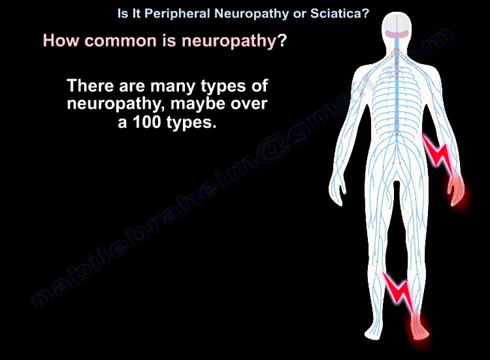 Is It Peripheral Neuropathy or Sciatica?
How common is neuropathy?
There are many types of
neuropathy, maybe over
a 100 types.